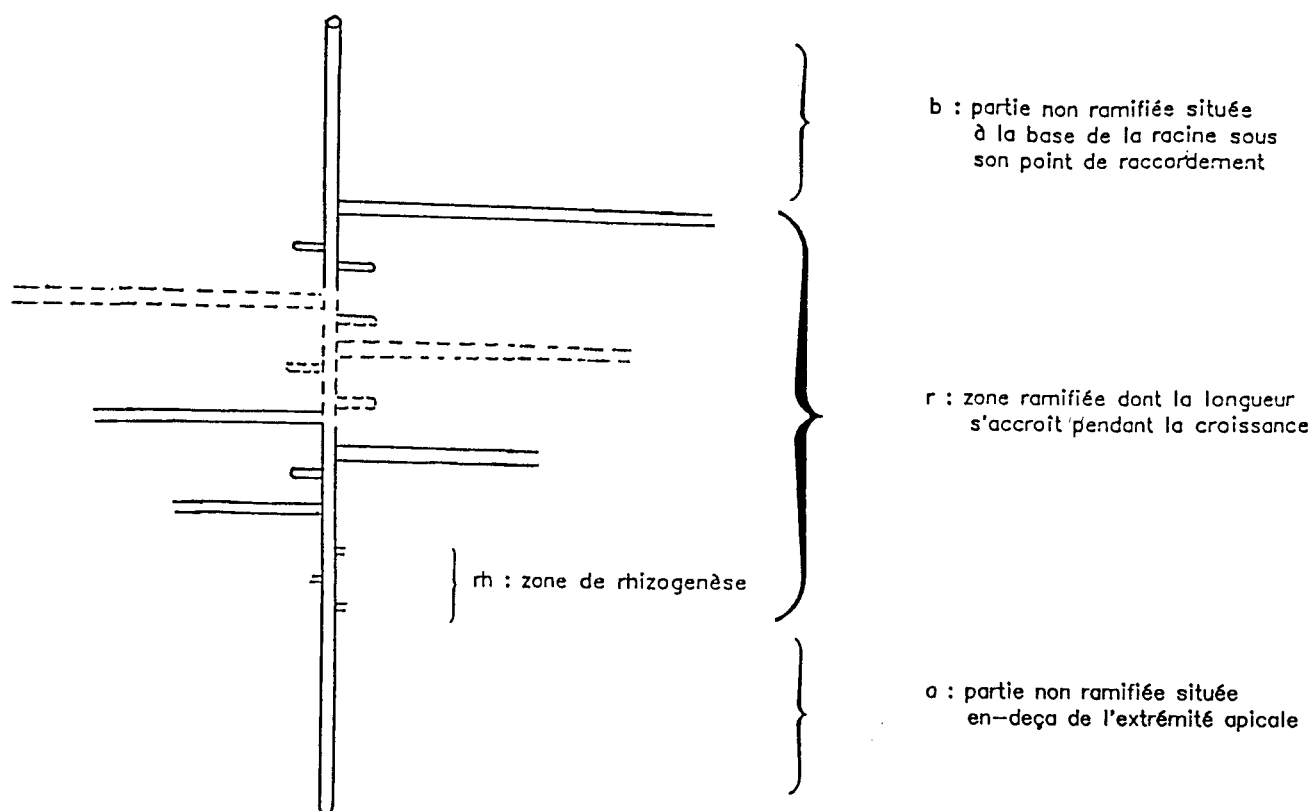 b : partie non ramifiée située
à la base de la racine sous
son point de raccordement
r : zone ramifiée dont la longueur
s'accroit pendant la croissance
rh : zone de rhizogenèse
a : partie non ramifiée située
en-deça de l'extrémité apicale